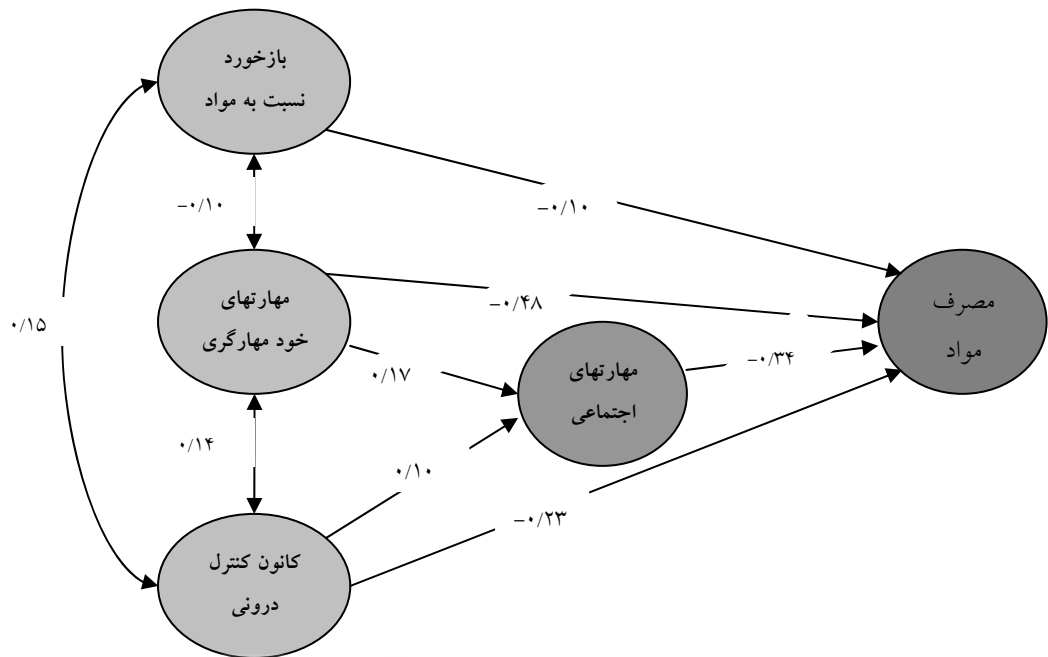 بازخورد
نسبت به مواد
-۰/۱۰
-۰/۱۰
مهارتهای
خود مهارگری
-۰/۴۸
مصرف
مواد
۰/۱۵
۰/۱۷
مهارتهای
اجتماعی
-۰/۳۴
۰/۱۴
۰/۱۰
-۰/۲۳
کانون کنترل
درونی